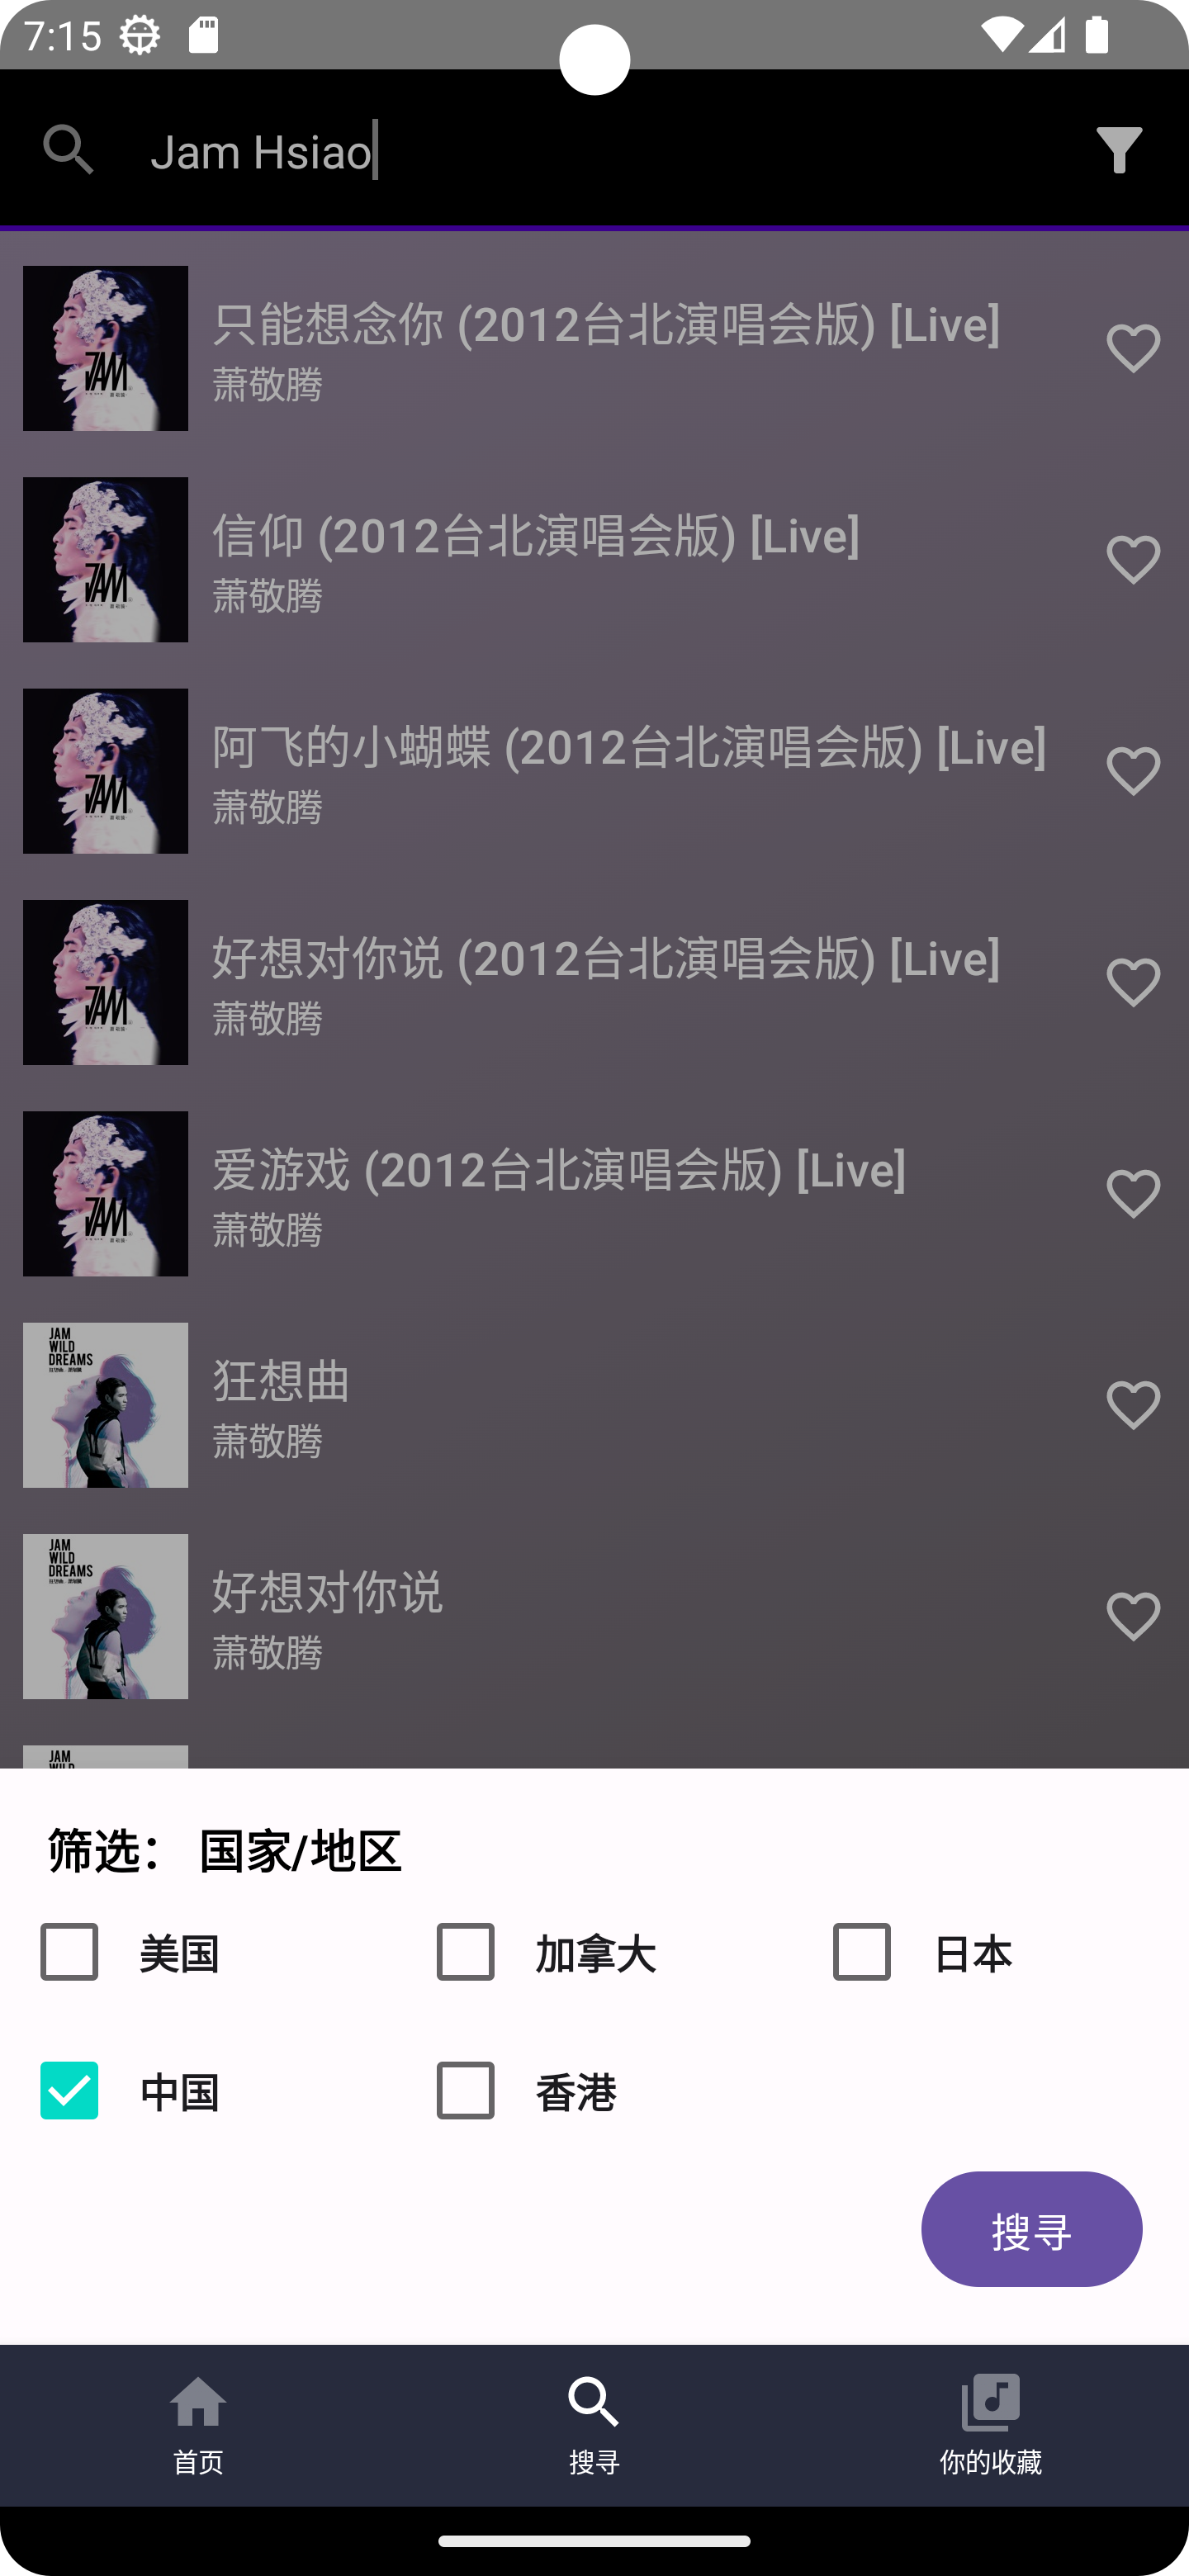 7:15
Jam Hsiao
只能想念你 (2012台北演唱会版) [Live]
萧敬腾
JAM
信仰 (2012台北演唱会版) [Live]
萧敬腾
JAM
阿飞的小蝴蝶 (2012台北演唱会版) [Live]
萧敬腾
JAM
好想对你说 (2012台北演唱会版) [Live]
萧敬腾
JAM
爱游戏 (2012台北演唱会版) [Live]
萧敬腾
JAM
JAM
WILD
DREAMS
狂想曲
萧敬腾
JAM
WILD
DREAMS
好想对你说
萧敬腾
JAM
筛选： 国家/地区
美国 加拿大 日本
中国 香港
搜寻
首页 搜寻 你的收藏